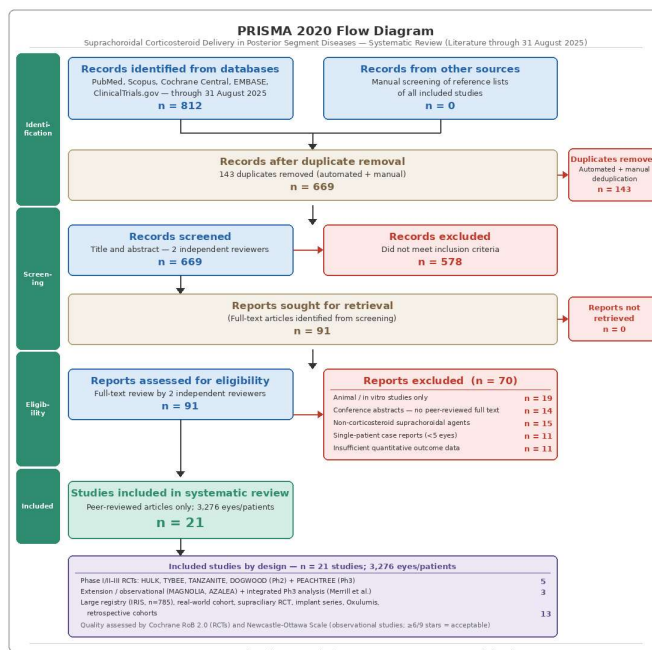 PRISMA 2020 Flow Diagram
Suprachoroidal Corticosteroid Delivery in Posterior Segment Diseases — Systematic Review (Literature through 31 August 2025)
Identi-
fication
Records identified from databases
PubMed, Scopus, Cochrane Central, EMBASE,
ClinicalTrials.gov — through 31 August 2025
n = 812
Records from other sources
Manual screening of reference lists
of all included studies
n = 0
Records after duplicate removal
143 duplicates removed (automated + manual)
n = 669
Duplicates remove
Automated + manual
deduplication
n = 143
Screen-
ing
Records screened
Title and abstract — 2 independent reviewers
n = 669
Records excluded
Did not meet inclusion criteria
n = 578
Reports sought for retrieval
(Full-text articles identified from screening)
n = 91
Reports not
retrieved
n = 0
Eligib-
ility
Reports assessed for eligibility
Full-text review by 2 independent reviewers
n = 91
Reports excluded (n = 70)
Animal / in vitro studies only n = 19
Conference abstracts — no peer-reviewed full text n = 14
Non-corticosteroid suprachoroidal agents n = 15
Single-patient case reports (<5 eyes) n = 11
Insufficient quantitative outcome data n = 11
Included
Studies included in systematic review
Peer-reviewed articles only; 3,276 eyes/patients
n = 21
Included studies by design — n = 21 studies; 3,276 eyes/patients
Phase I/II–III RCTs: HULK, TYBEE, TANZANITE, DOGWOOD (Ph2) + PEACHTREE (Ph3) 5
Extension / observational (MAGNOLIA, AZALEA) + integrated Ph3 analysis (Merrill et al.) 3
Large registry (IRIS, n=785), real-world cohort, supraciliary RCT, implant series, Oxulumis,
retrospective cohorts 13
Quality assessed by Cochrane RoB 2.0 (RCTs) and Newcastle-Ottawa Scale (observational studies; ≥6/9 stars = acceptable)